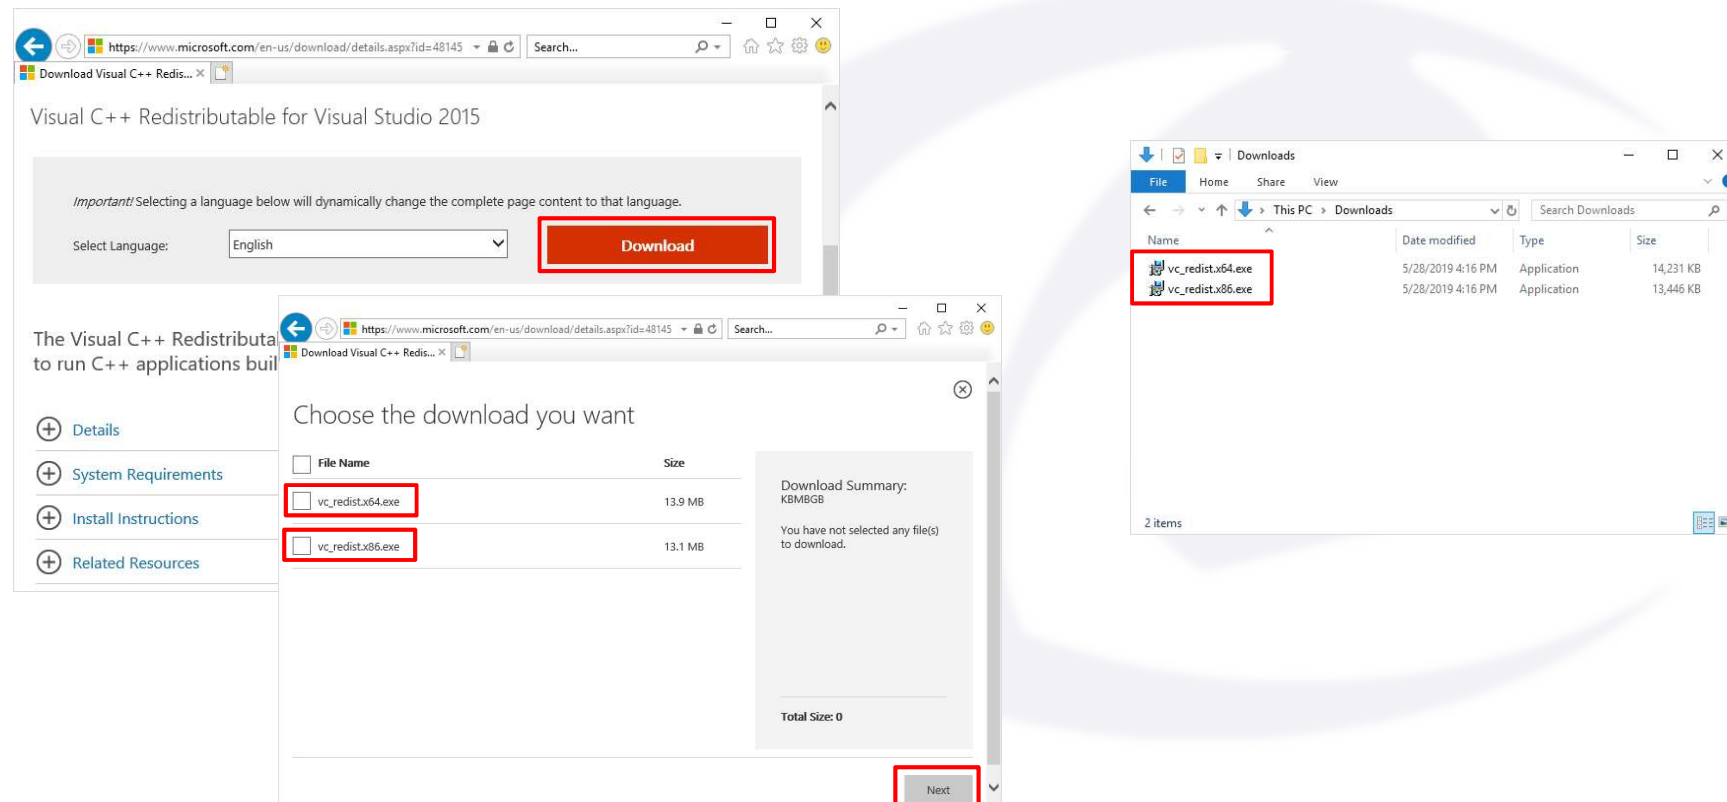 https://www.microsoft.com/en-us/download/details.aspx?id=48145
Search...
Download Visual C++ Redis...
Visual C++ Redistributable for Visual Studio 2015
Important! Selecting a language below will dynamically change the complete page content to that language.
Select Language:
English
Download
The Visual C++ Redistributa
to run C++ applications buil
Details
System Requirements
Install Instructions
Related Resources
https://www.microsoft.com/en-us/download/details.aspx?id=48145
Search...
Download Visual C++ Redis...
Choose the download you want
File Name Size
vc_redist.x64.exe 13.9 MB
vc_redist.x86.exe 13.1 MB
Download Summary:
KBMBGB
You have not selected any file(s)
to download.
Total Size: 0
Next
Downloads
File Home Share View
This PC > Downloads
Search Downloads
Name Date modified Type Size
vc_redist.x64.exe 5/28/2019 4:16 PM Application 14,231 KB
vc_redist.x86.exe 5/28/2019 4:16 PM Application 13,446 KB
2 items